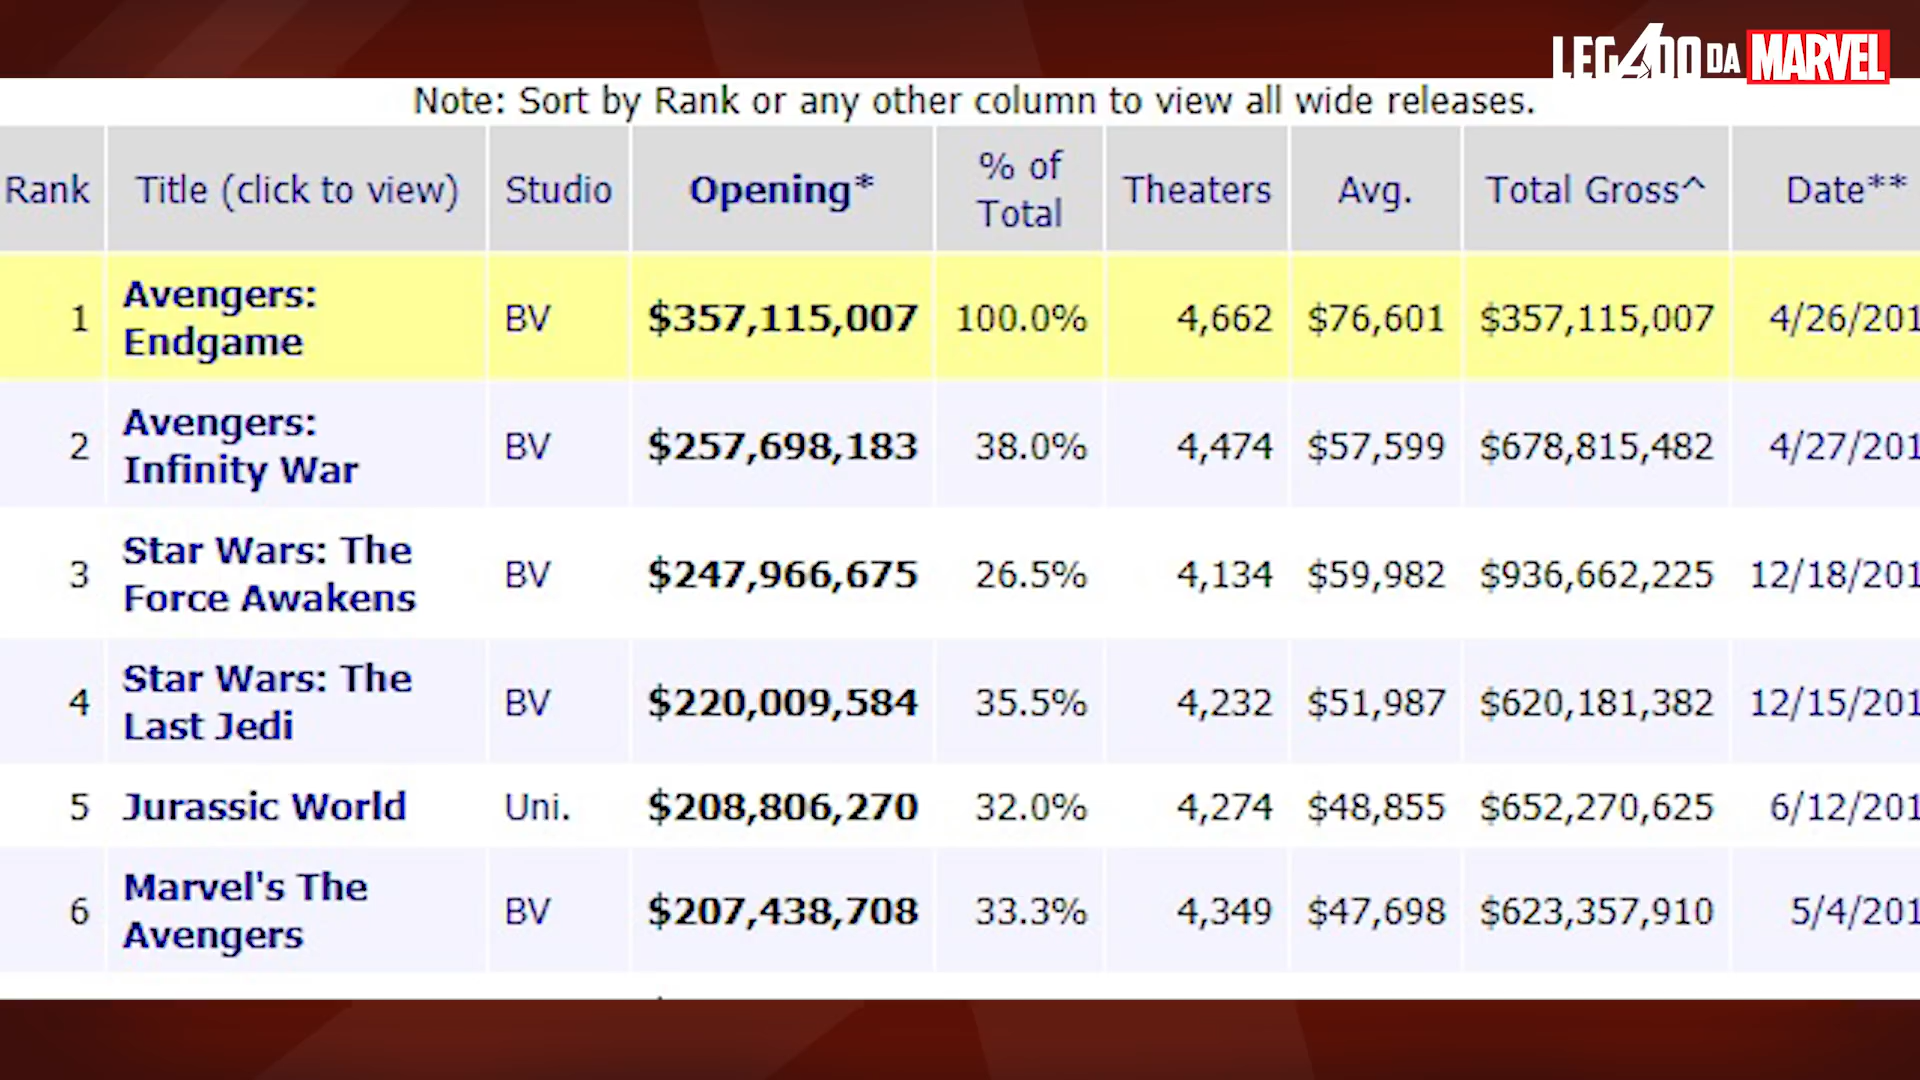 LEGADO DA MARVEL
Note: Sort by Rank or any other column to view all wide releases.
Rank Title (click to view) Studio Opening* % of Total Theaters Avg. Total Gross^ Date**
1 Avengers: Endgame BV $357,115,007 100.0% 4,662 $76,601 $357,115,007 4/26/201
2 Avengers: Infinity War BV $257,698,183 38.0% 4,474 $57,599 $678,815,482 4/27/201
3 Star Wars: The Force Awakens BV $247,966,675 26.5% 4,134 $59,982 $936,662,225 12/18/201
4 Star Wars: The Last Jedi BV $220,009,584 35.5% 4,232 $51,987 $620,181,382 12/15/201
5 Jurassic World Uni. $208,806,270 32.0% 4,274 $48,855 $652,270,625 6/12/201
6 Marvel's The Avengers BV $207,438,708 33.3% 4,349 $47,698 $623,357,910 5/4/201